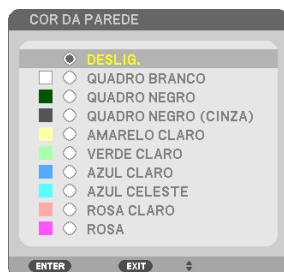 COR DA PAREDE
DESLIG.
QUADRO BRANCO
QUADRO NEGRO
QUADRO NEGRO (CINZA)
AMARELO CLARO
VERDE CLARO
AZUL CLARO
AZUL CELESTE
ROSA CLARO
ROSA
ENTER EXIT